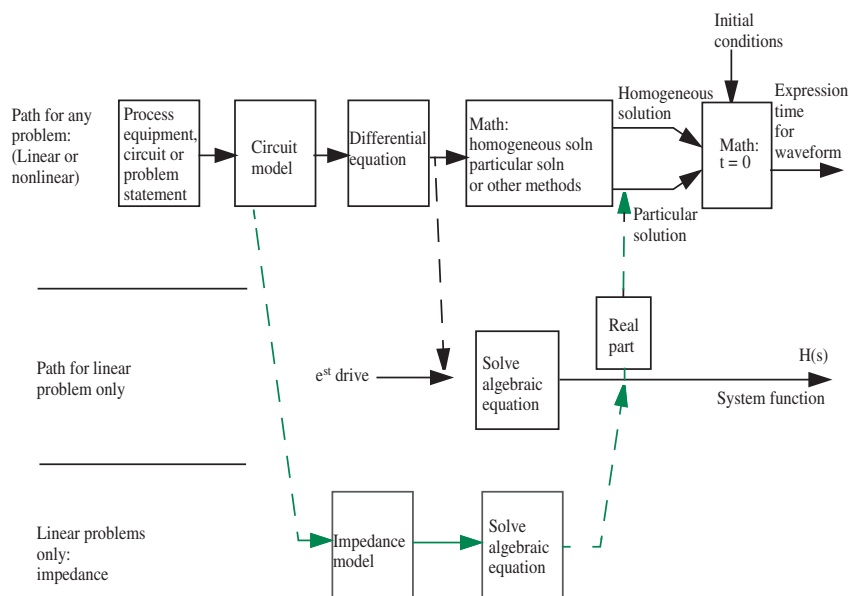 Initial
conditions
Path for any
problem:
(Linear or
nonlinear)
Process
equipment,
circuit or
problem
statement
Circuit
model
Differential
equation
Math:
homogeneous soln
particular soln
or other methods
Homogeneous
solution
Particular
solution
Math:
t = 0
Expression
time
for
waveform
Path for linear
problem only
eˢᵗ drive
Solve
algebraic
equation
Real
part
H(s)
System function
Linear problems
only:
impedance
Impedance
model
Solve
algebraic
equation